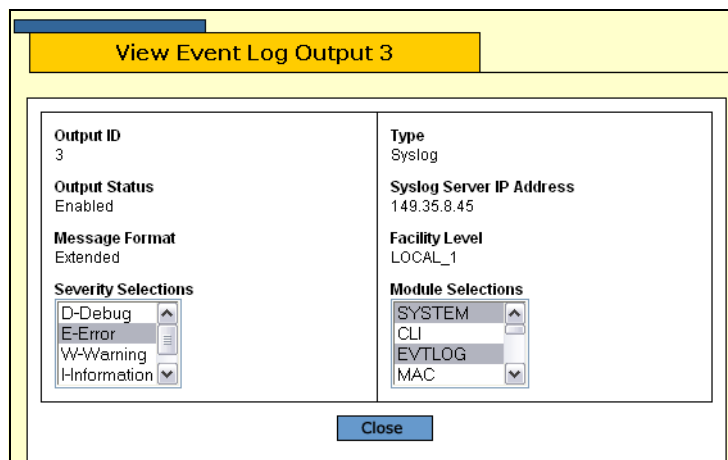 View Event Log Output 3
Output ID
3
Type
Syslog
Output Status
Enabled
Syslog Server IP Address
149.35.8.45
Message Format
Extended
Facility Level
LOCAL_1
Severity Selections
D-Debug
E-Error
W-Warning
I-Information
Module Selections
SYSTEM
CLI
EVTLOG
MAC
Close